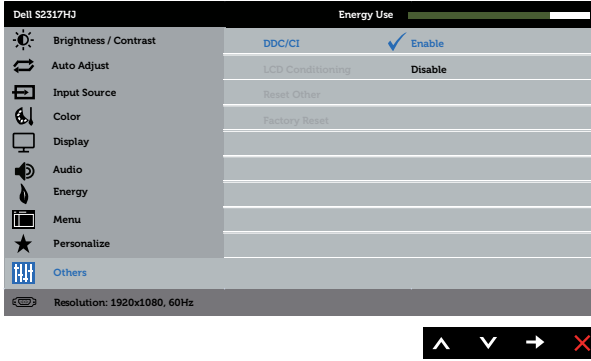 Dell S2317HJ Energy Use
Brightness / Contrast DDC/CI Enable
Auto Adjust LCD Conditioning Disable
Input Source Reset Other
Color Factory Reset
Display
Audio
Energy
Menu
Personalize
Others
Resolution: 1920x1080, 60Hz